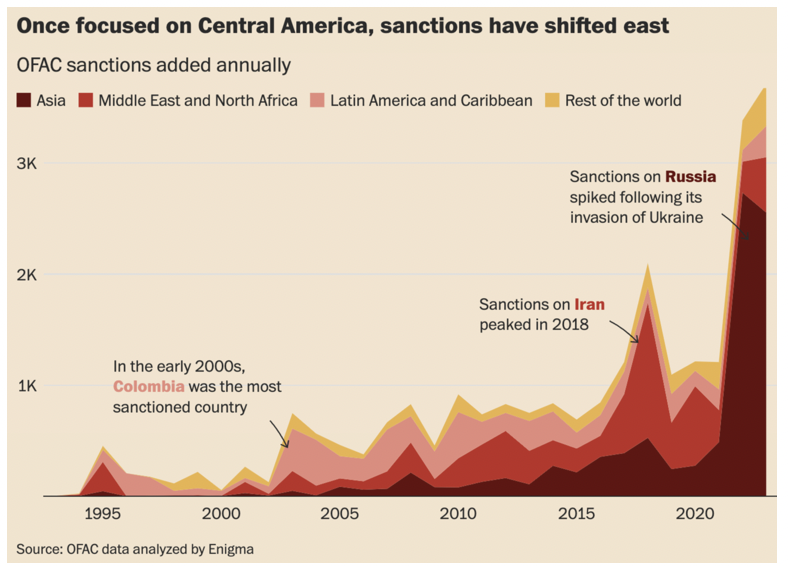 Once focused on Central America, sanctions have shifted east
OFAC sanctions added annually
Asia Middle East and North Africa Latin America and Caribbean Rest of the world
3K
Sanctions on Russia
spiked following its
invasion of Ukraine
2K
Sanctions on Iran
peaked in 2018
In the early 2000s,
1K
Colombia was the most
sanctioned country
1995 2000 2005 2010 2015 2020
Source: OFAC data analyzed by Enigma